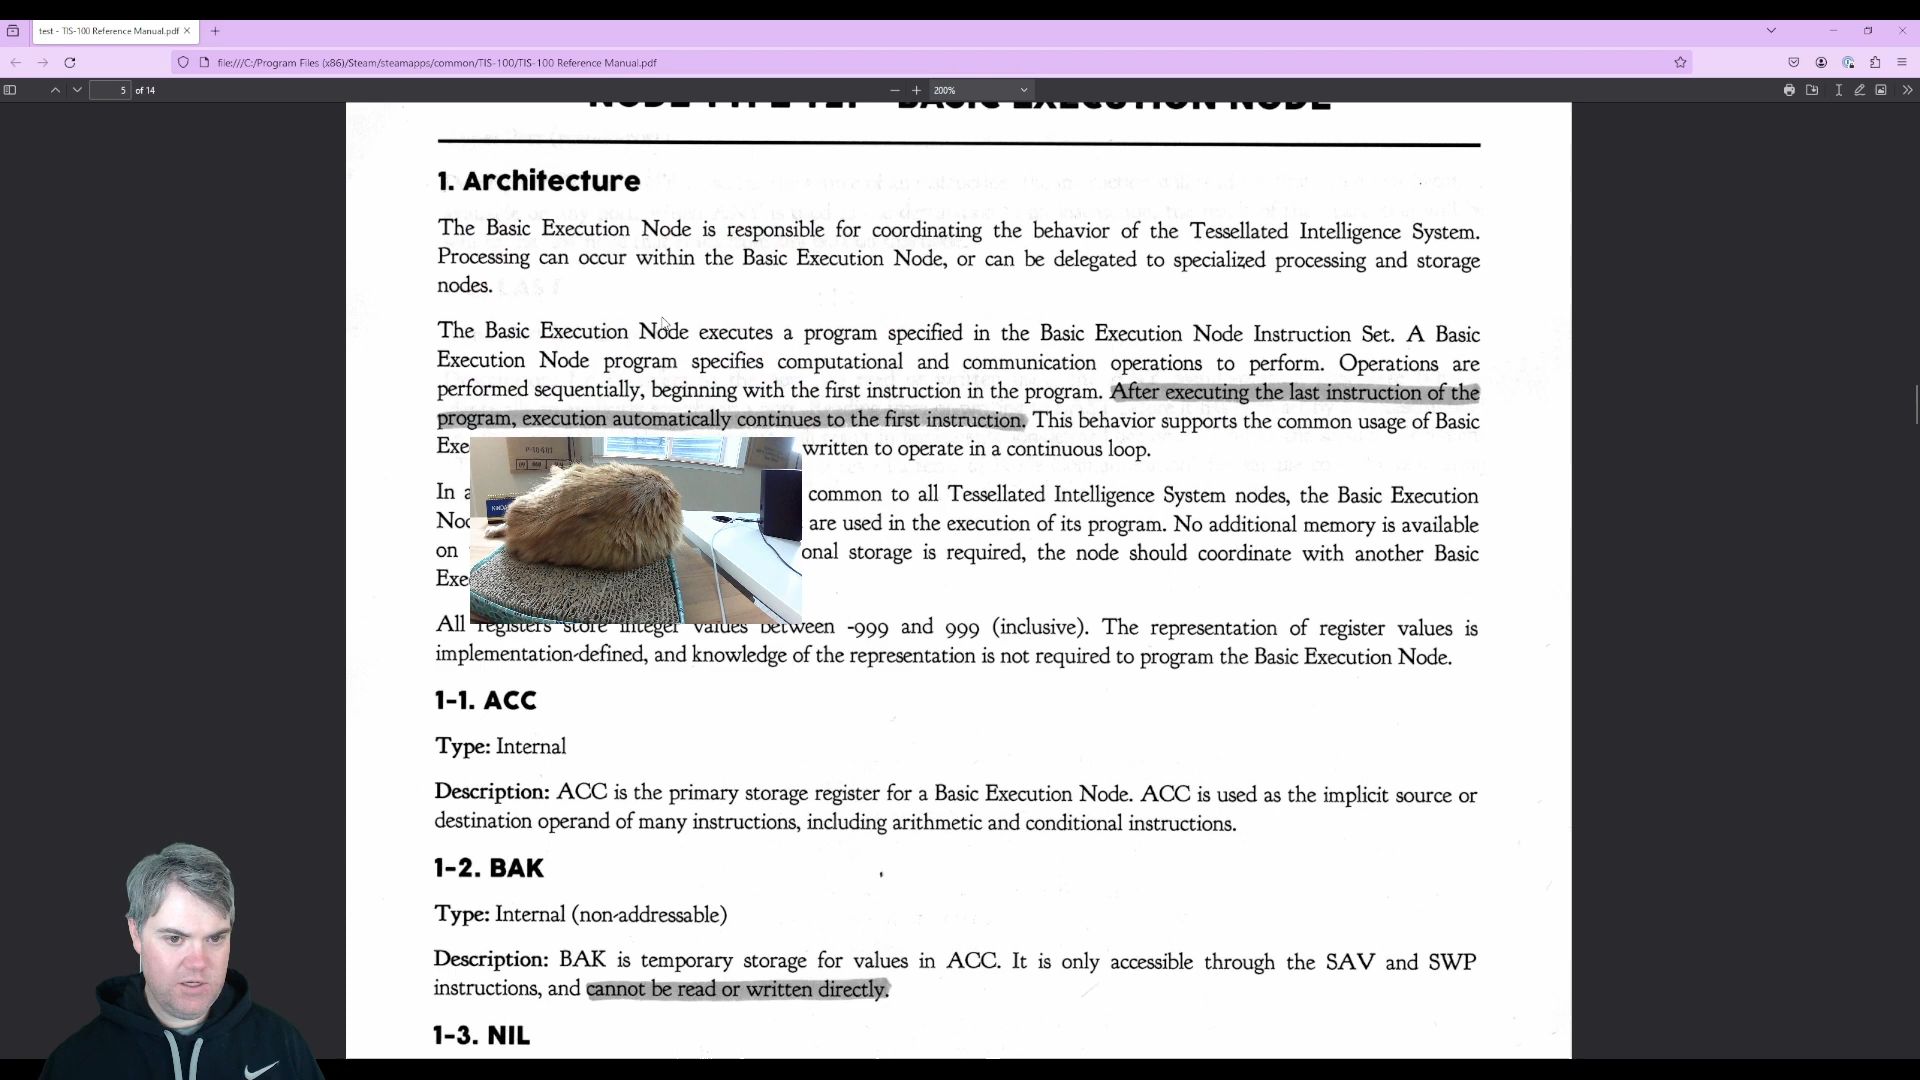 test - TIS-100 Reference Manual.pdf
file:///C:/Program Files (x86)/Steam/steamapps/common/TIS-100/TIS-100 Reference Manual.pdf
5 of 14
200%
1. Architecture
The Basic Execution Node is responsible for coordinating the behavior of the Tessellated Intelligence System.
Processing can occur within the Basic Execution Node, or can be delegated to specialized processing and storage
nodes.
The Basic Execution Node executes a program specified in the Basic Execution Node Instruction Set. A Basic
Execution Node program specifies computational and communication operations to perform. Operations are
performed sequentially, beginning with the first instruction in the program. After executing the last instruction of the
program, execution automatically continues to the first instruction. This behavior supports the common usage of Basic
written to operate in a continuous loop.
In a common to all Tessellated Intelligence System nodes, the Basic Execution
are used in the execution of its program. No additional memory is available
on onal storage is required, the node should coordinate with another Basic
All registers store integer values between -999 and 999 (inclusive). The representation of register values is
implementation-defined, and knowledge of the representation is not required to program the Basic Execution Node.
1-1. ACC
Type: Internal
Description: ACC is the primary storage register for a Basic Execution Node. ACC is used as the implicit source or
destination operand of many instructions, including arithmetic and conditional instructions.
1-2. BAK
Type: Internal (non-addressable)
Description: BAK is temporary storage for values in ACC. It is only accessible through the SAV and SWP
instructions, and cannot be read or written directly.
1-3. NIL